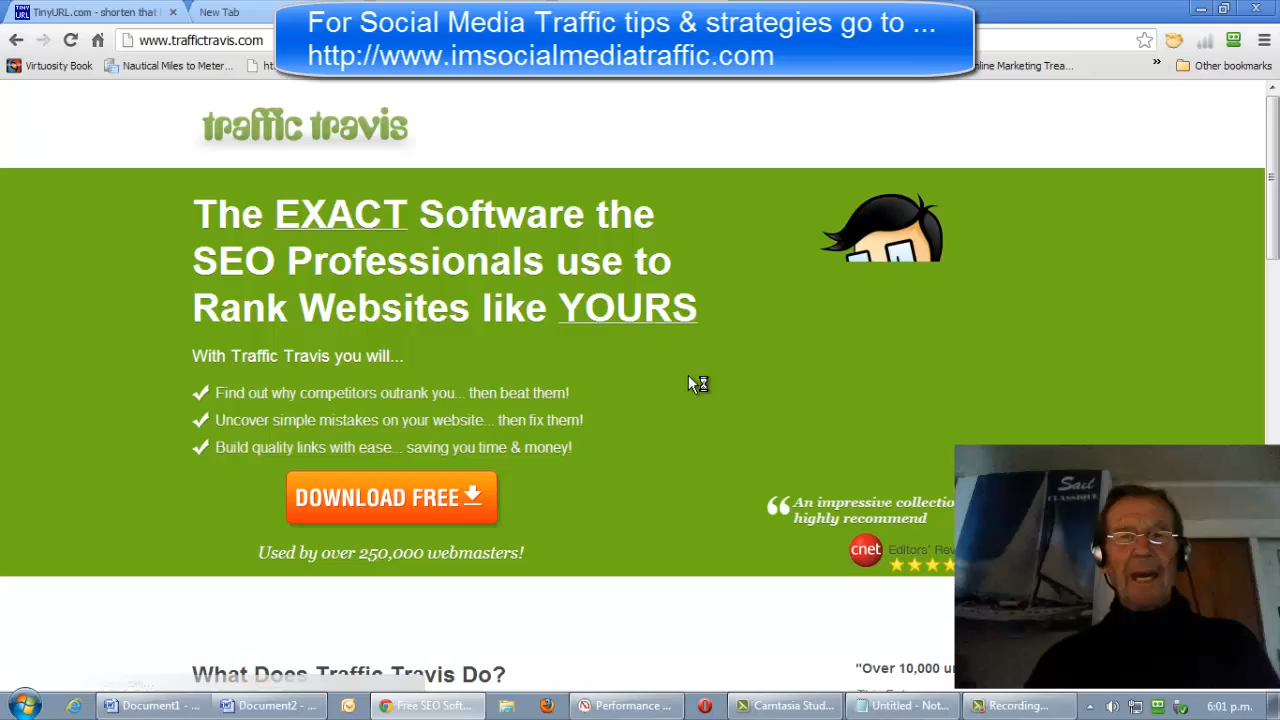 TinyURL.com – shorten that
New Tab
For Social Media Traffic tips & strategies go to ...
http://www.imsocialmediatraffic.com
www.traffictravis.com
Virtuosity Book
Nautical Miles to Meter...
Online Marketing Trea...
Other bookmarks
traffic travis
The EXACT Software the
SEO Professionals use to
Rank Websites like YOURS
With Traffic Travis you will...
Find out why competitors outrank you... then beat them!
Uncover simple mistakes on your website... then fix them!
Build quality links with ease... saving you time & money!
DOWNLOAD FREE
Used by over 250,000 webmasters!
“ An impressive collectio
highly recommend
cnet Editors' Rev
Sail
CLASSIQUE
What Does Traffic Travis Do?
"Over 10,000 u
Document1 - ...
Document2 - ...
Free SEO Soft...
Performance ...
Camtasia Stud...
Untitled - Not...
Recording...
6:01 p.m.